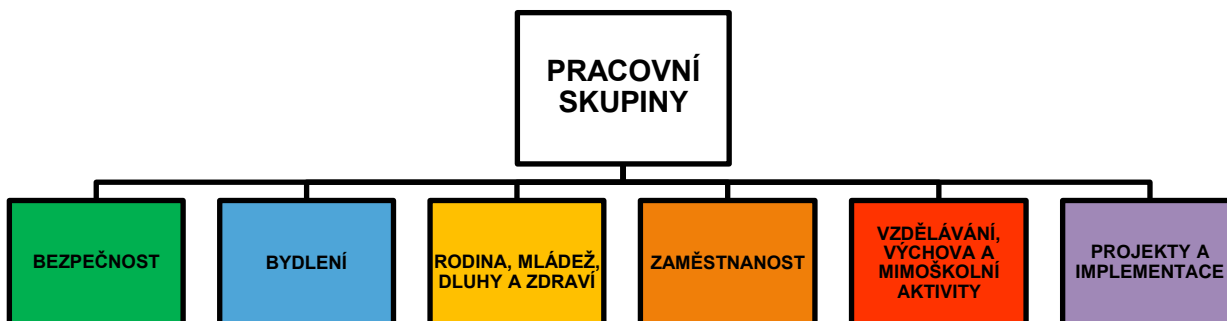 PRACOVNÍ
SKUPINY
BEZPEČNOST
BYDLENÍ
RODINA, MLÁDEŽ,
DLUHY A ZDRAVÍ
ZAMĚSTNANOST
VZDĚLÁVÁNÍ,
VÝCHOVA A
MIMOŠKOLNÍ
AKTIVITY
PROJEKTY A
IMPLEMENTACE